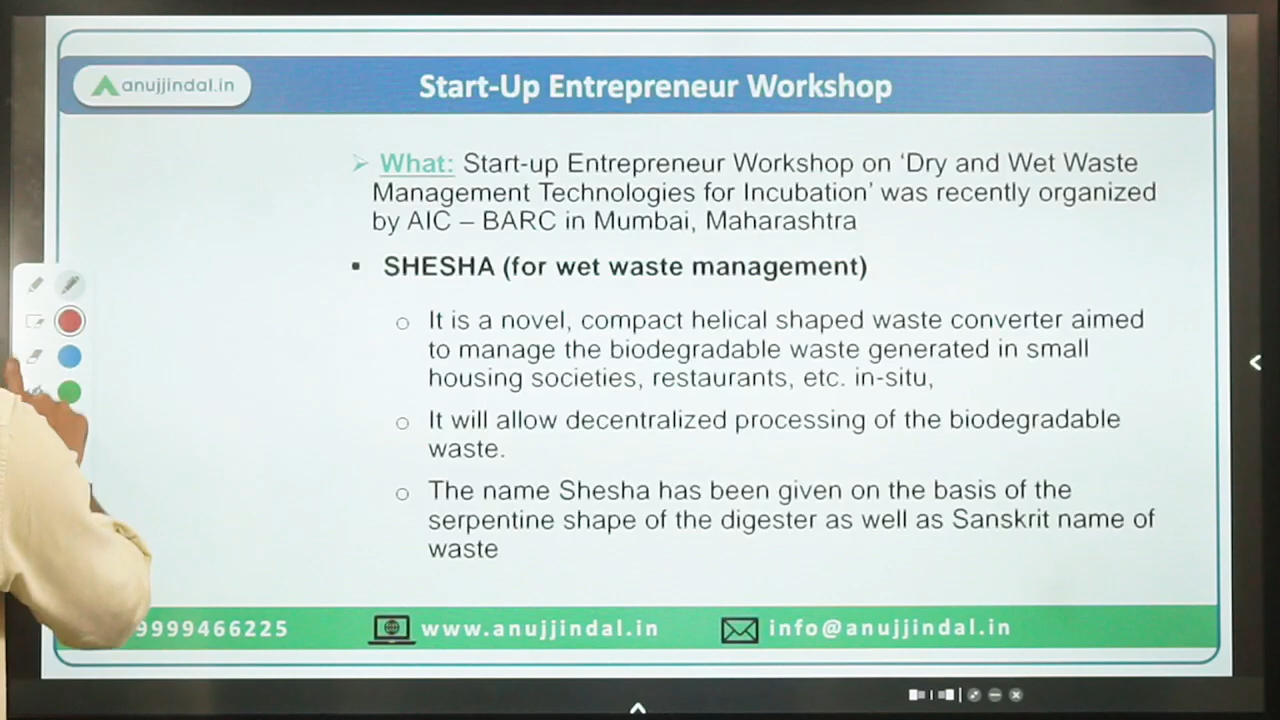 anujjindal.in
Start-Up Entrepreneur Workshop
➢ What: Start-up Entrepreneur Workshop on ‘Dry and Wet Waste
Management Technologies for Incubation’ was recently organized
by AIC – BARC in Mumbai, Maharashtra
▪ SHESHA (for wet waste management)
○ It is a novel, compact helical shaped waste converter aimed
to manage the biodegradable waste generated in small
housing societies, restaurants, etc. in-situ,
○ It will allow decentralized processing of the biodegradable
waste.
○ The name Shesha has been given on the basis of the
serpentine shape of the digester as well as Sanskrit name of
waste
9999466225
www.anujjindal.in
info@anujjindal.in